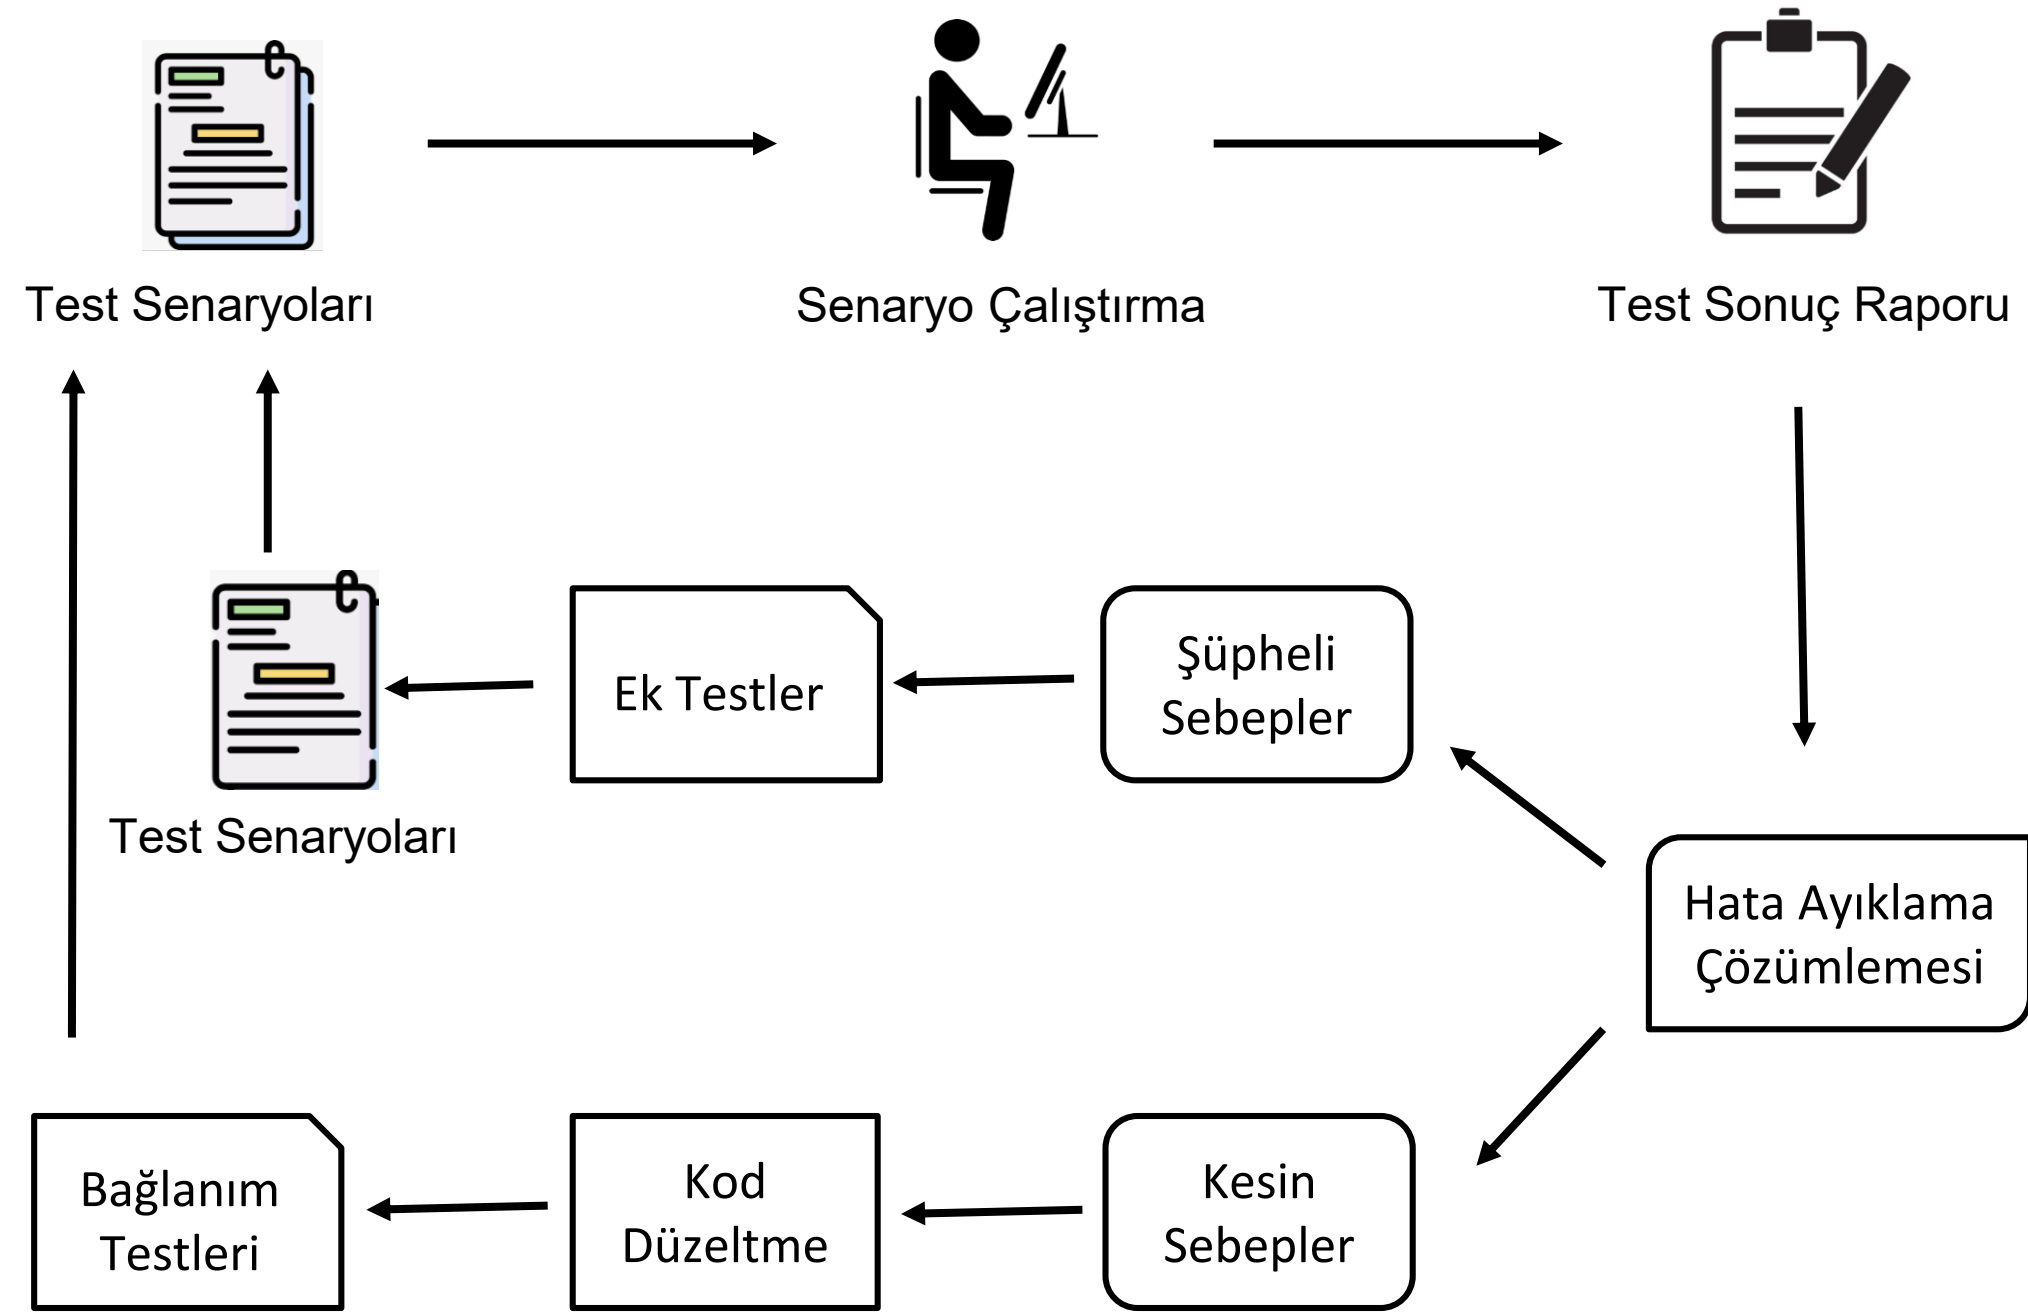 Test Senaryoları
Senaryo Çalıştırma
Test Sonuç Raporu
Ek Testler
Şüpheli
Sebepler
Test Senaryoları
Hata Ayıklama
Çözümlemesi
Bağlanım
Testleri
Kod
Düzeltme
Kesin
Sebepler